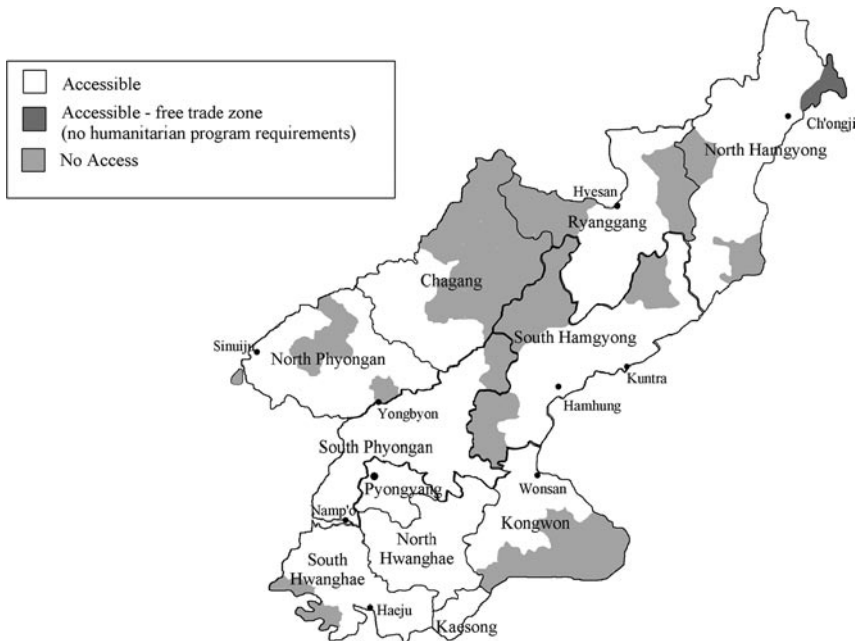 Accessible
Accessible - free trade zone
(no humanitarian program requirements)
No Access
Ch'ongji
North Hamgyong
Hyesan
Ryanggang
Chagang
South Hamgyong
Sinuiju
North Phyongan
Kuntra
Hamhung
Yongbyon
South Phyongan
Pyongyang
Wonsan
Namp'o
Kongwon
North
Hwanghae
South
Hwanghae
Haeju
Kaesong